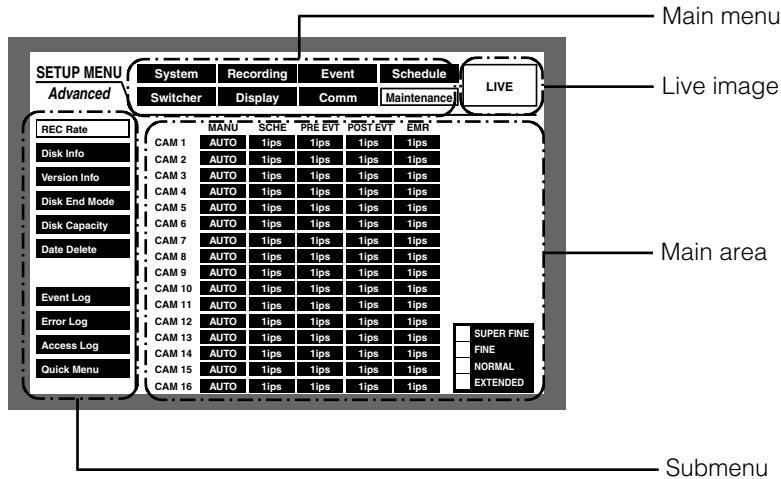 Main menu
SETUP MENU
Advanced
System Recording Event Schedule
Switcher Display Comm Maintenance
LIVE
Live image
REC Rate
Disk Info
Version Info
Disk End Mode
Disk Capacity
Date Delete
Event Log
Error Log
Access Log
Quick Menu
MANU SCHE PRE EVT POST EVT EMR
CAM 1 AUTO 1ips 1ips 1ips 1ips
CAM 2 AUTO 1ips 1ips 1ips 1ips
CAM 3 AUTO 1ips 1ips 1ips 1ips
CAM 4 AUTO 1ips 1ips 1ips 1ips
CAM 5 AUTO 1ips 1ips 1ips 1ips
CAM 6 AUTO 1ips 1ips 1ips 1ips
CAM 7 AUTO 1ips 1ips 1ips 1ips
CAM 8 AUTO 1ips 1ips 1ips 1ips
CAM 9 AUTO 1ips 1ips 1ips 1ips
CAM 10 AUTO 1ips 1ips 1ips 1ips
CAM 11 AUTO 1ips 1ips 1ips 1ips
CAM 12 AUTO 1ips 1ips 1ips 1ips
CAM 13 AUTO 1ips 1ips 1ips 1ips
CAM 14 AUTO 1ips 1ips 1ips 1ips
CAM 15 AUTO 1ips 1ips 1ips 1ips
CAM 16 AUTO 1ips 1ips 1ips 1ips
SUPER FINE
FINE
NORMAL
EXTENDED
Main area
Submenu